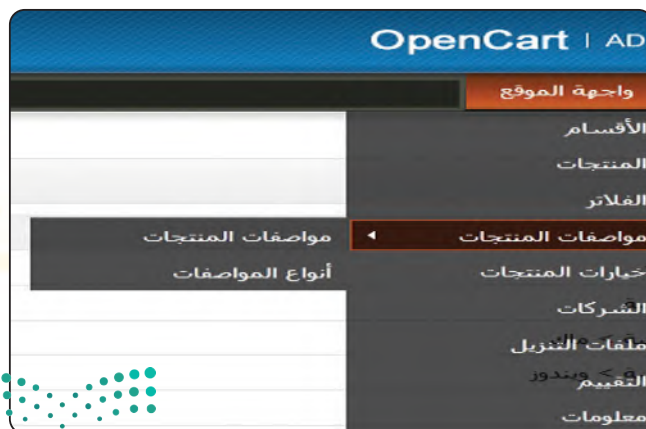 OpenCart | AD
واجهة الموقع
الأقسام
المنتجات
الفلاتر
مواصفات المنتجات
مواصفات المنتجات
أنواع المواصفات
خيارات المنتجات
الشركات
ملفات التنزيل
التقييم
> ويندوز
معلومات